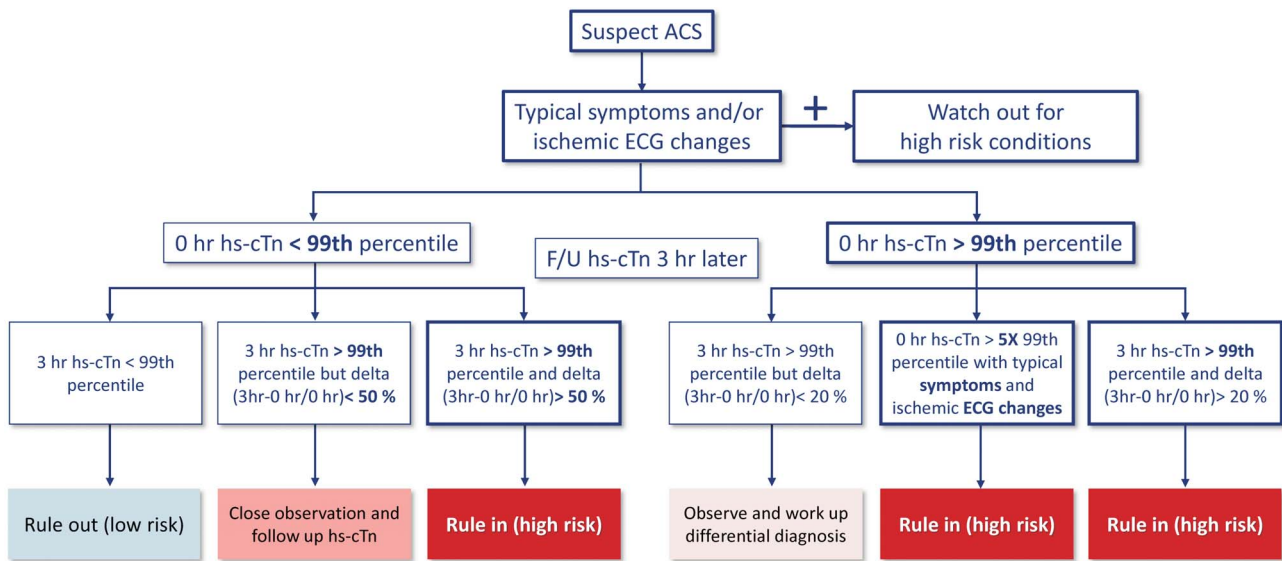 Suspect ACS
Typical symptoms and/or
ischemic ECG changes
+
Watch out for
high risk conditions
0 hr hs-cTn < 99th percentile
F/U hs-cTn 3 hr later
0 hr hs-cTn > 99th percentile
3 hr hs-cTn < 99th
percentile
3 hr hs-cTn > 99th
percentile but delta
(3hr-0 hr/0 hr)< 50 %
3 hr hs-cTn > 99th
percentile and delta
(3hr-0 hr/0 hr)> 50 %
3 hr hs-cTn > 99th
percentile but delta
(3hr-0 hr/0 hr)< 20 %
0 hr hs-cTn > 5X 99th
percentile with typical
symptoms and
ischemic ECG changes
3 hr hs-cTn > 99th
percentile and delta
(3hr-0 hr/0 hr)> 20 %
Rule out (low risk)
Close observation and
follow up hs-cTn
Rule in (high risk)
Observe and work up
differential diagnosis
Rule in (high risk)
Rule in (high risk)